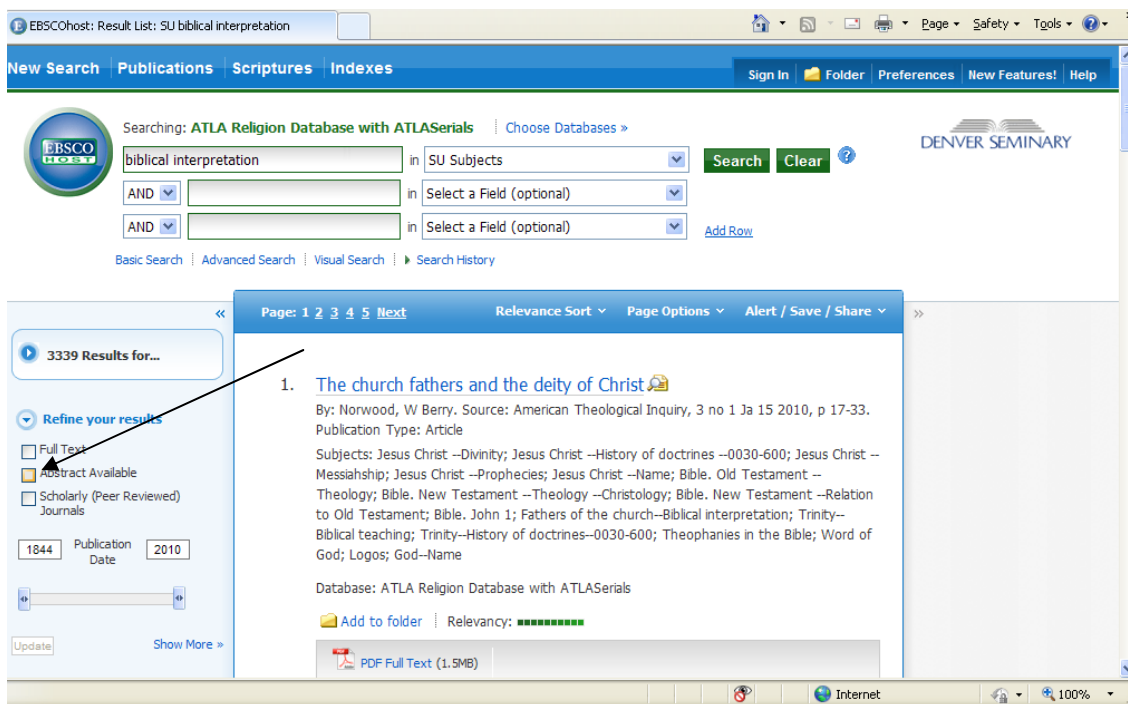 EBSCOhost: Result List: SU biblical interpretation
Page Safety Tools
New Search Publications Scriptures Indexes
Sign In Folder Preferences New Features! Help
Searching: ATLA Religion Database with ATLASerials Choose Databases »
EBSCO
HOST
DENVER SEMINARY
biblical interpretation in SU Subjects Search Clear
AND in Select a Field (optional)
AND in Select a Field (optional) Add Row
Basic Search Advanced Search Visual Search Search History
« Page: 1 2 3 4 5 Next Relevance Sort Page Options Alert / Save / Share »
3339 Results for...
Refine your results
Full Text
Abstract Available
Scholarly (Peer Reviewed)
Journals
1844 Publication 2010
Date
Update Show More »
1. The church fathers and the deity of Christ
By: Norwood, W Berry. Source: American Theological Inquiry, 3 no 1 Ja 15 2010, p 17-33.
Publication Type: Article
Subjects: Jesus Christ --Divinity; Jesus Christ --History of doctrines --0030-600; Jesus Christ --
Messiahship; Jesus Christ --Prophecies; Jesus Christ --Name; Bible. Old Testament --
Theology; Bible. New Testament --Theology --Christology; Bible. New Testament --Relation
to Old Testament; Bible. John 1; Fathers of the church--Biblical interpretation; Trinity--
Biblical teaching; Trinity--History of doctrines--0030-600; Theophanies in the Bible; Word of
God; Logos; God--Name
Database: ATLA Religion Database with ATLASerials
Add to folder Relevancy:
PDF Full Text (1.5MB)
Internet 100%